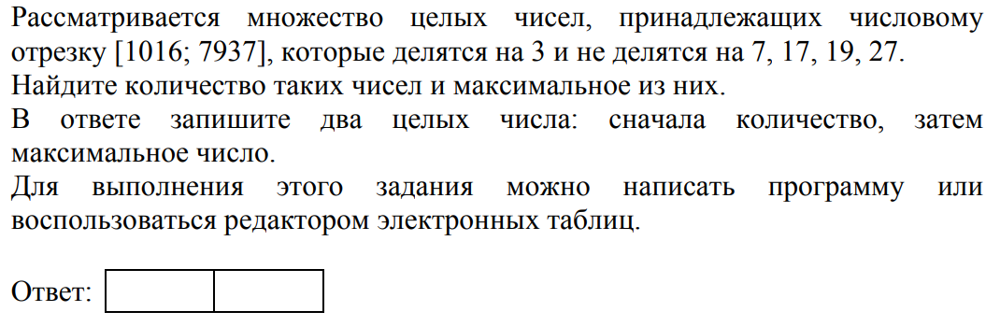 Рассматривается множество целых чисел, принадлежащих числовому
отрезку [1016; 7937], которые делятся на 3 и не делятся на 7, 17, 19, 27.
Найдите количество таких чисел и максимальное из них.
В ответе запишите два целых числа: сначала количество, затем
максимальное число.
Для выполнения этого задания можно написать программу или
воспользоваться редактором электронных таблиц.
Ответ: